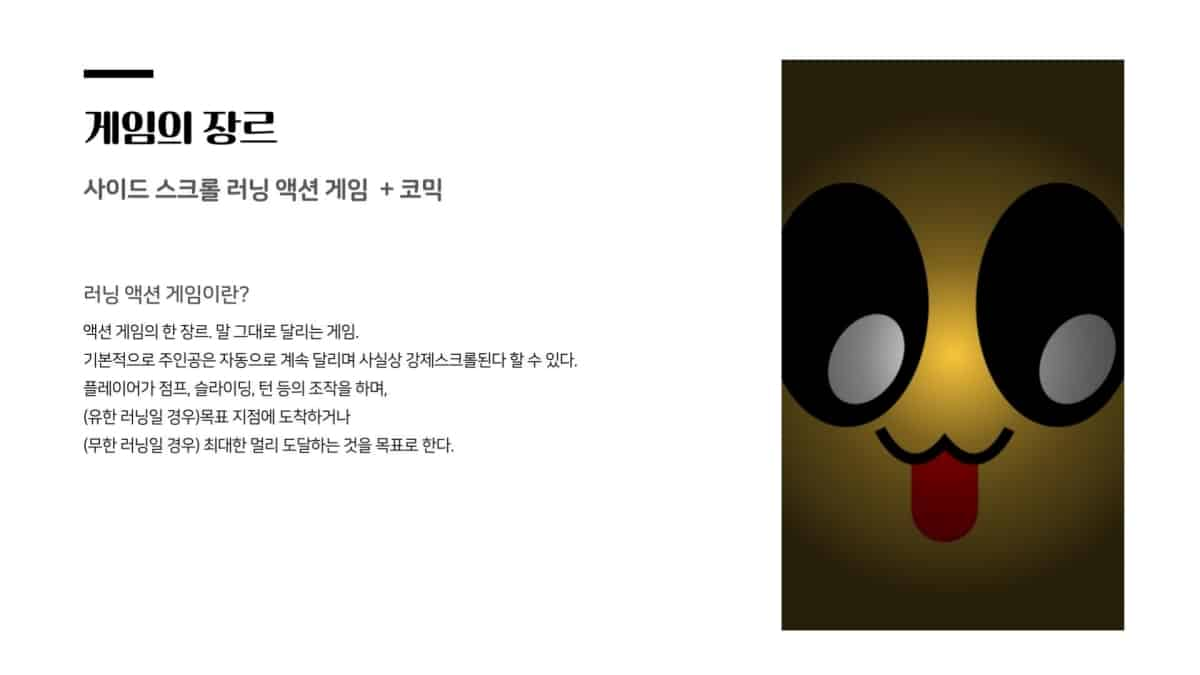 게임의 장르
사이드 스크롤 러닝 액션 게임 + 코믹
러닝 액션 게임이란?
액션 게임의 한 장르. 말 그대로 달리는 게임.
기본적으로 주인공은 자동으로 계속 달리며 사실상 강제스크롤된다 할 수 있다.
플레이어가 점프, 슬라이딩, 턴 등의 조작을 하며,
(유한 러닝일 경우)목표 지점에 도착하거나
(무한 러닝일 경우) 최대한 멀리 도달하는 것을 목표로 한다.